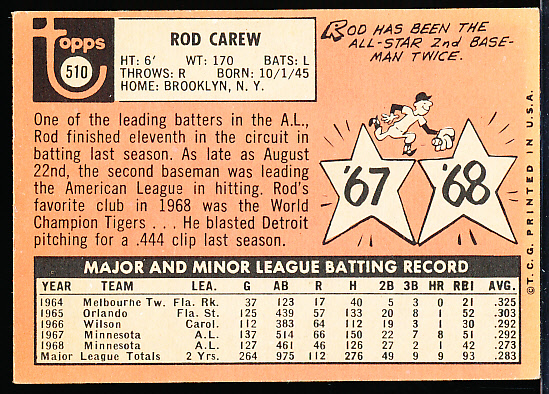 topps
510
ROD CAREW
HT: 6' WT: 170 BATS: L
THROWS: R BORN: 10/1/45
HOME: BROOKLYN, N. Y.
ROD HAS BEEN THE
ALL-STAR 2nd BASE-
MAN TWICE.
One of the leading batters in the A.L.,
Rod finished eleventh in the circuit in
batting last season. As late as August
22nd, the second baseman was leading
the American League in hitting. Rod's
favorite club in 1968 was the World
Champion Tigers . . . He blasted Detroit
pitching for a .444 clip last season.
'67 '68
©T.C.G. PRINTED IN U.S.A.
MAJOR AND MINOR LEAGUE BATTING RECORD
YEAR TEAM LEA. G AB R H 2B 3B HR RBI AVG.
1964 Melbourne Tw. Fla. Rk. 37 123 17 40 5 3 0 21 .325
1965 Orlando Fla. St. 125 439 57 133 20 8 1 52 .303
1966 Wilson Carol. 112 383 64 112 19 3 1 30 .292
1967 Minnesota A.L. 137 514 66 150 22 7 8 51 .292
1968 Minnesota A.L. 127 461 46 126 27 2 1 42 .273
Major League Totals 2 Yrs. 264 975 112 276 49 9 9 93 .283